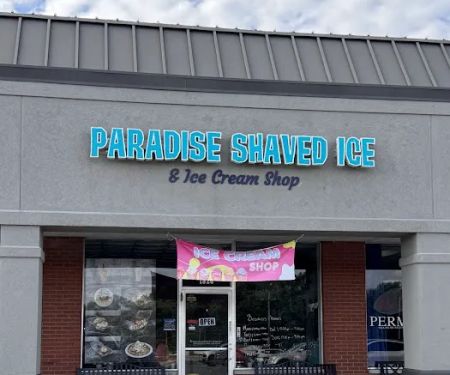 PARADISE SHAVED ICE
& Ice Cream Shop
ICE CREAM
SHOP
OPEN
PERM